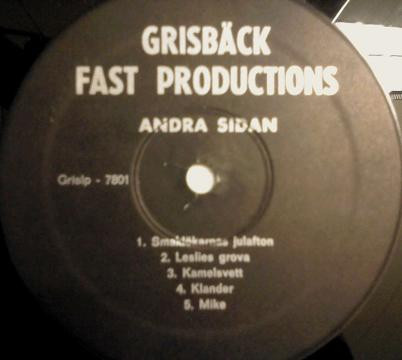 GRISBÄCK
FAST PRODUCTIONS
ANDRA SIDAN
Grislp - 7801
1. julafton
2. Leslies grova
3. Kamelsvett
4. Klander
5. Mike